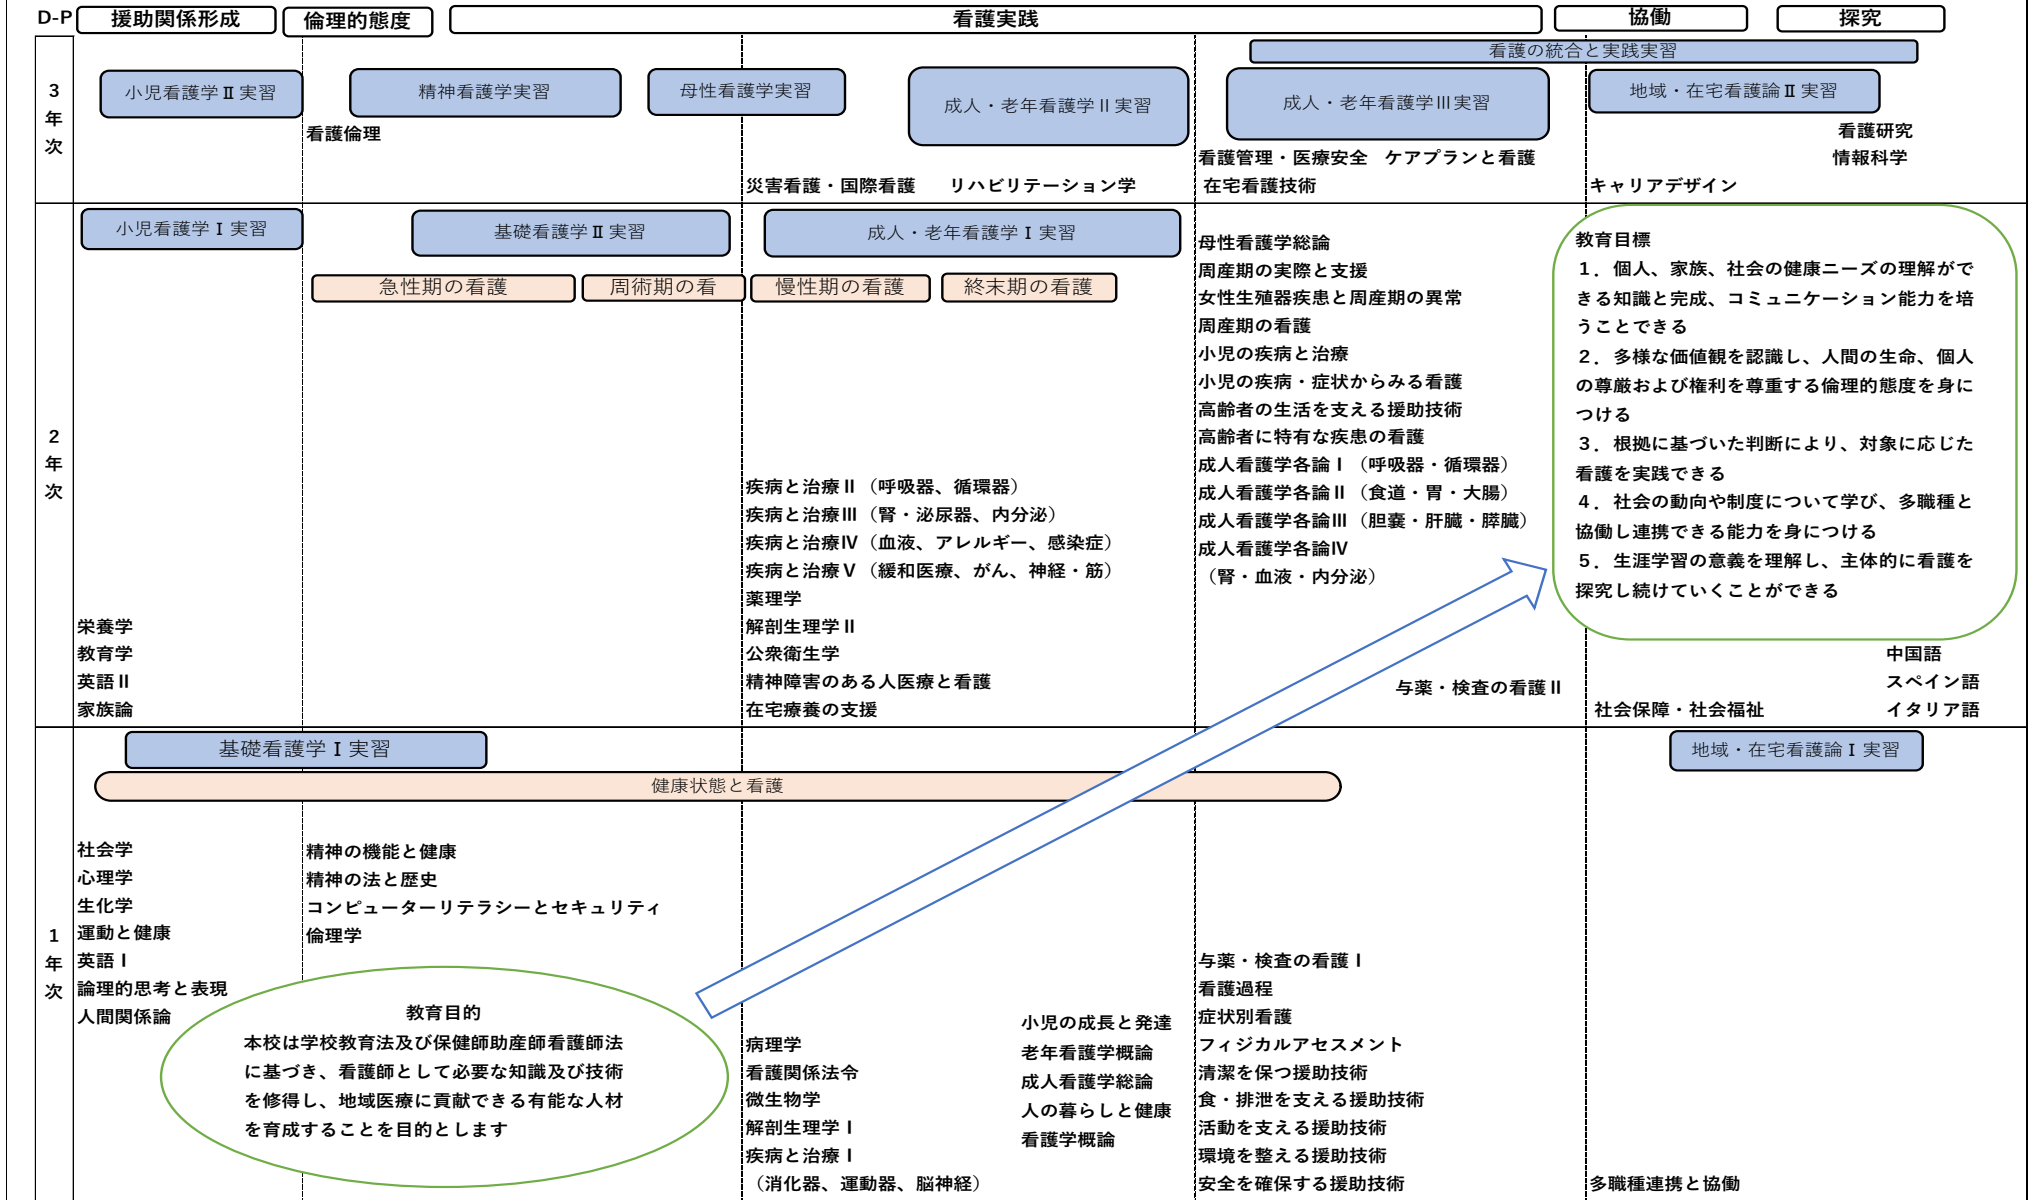 D-P
援助関係形成
倫理的態度
看護実践
協働
探究
3
年
次
看護の統合と実践実習
小児看護学Ⅱ実習
精神看護学実習
母性看護学実習
成人・老年看護学Ⅱ実習
成人・老年看護学Ⅲ実習
地域・在宅看護論Ⅱ実習
看護倫理
災害看護・国際看護
リハビリテーション学
看護管理・医療安全 ケアプランと看護
在宅看護技術
キャリアデザイン
看護研究
情報科学
2
年
次
小児看護学Ⅰ実習
基礎看護学Ⅱ実習
成人・老年看護学Ⅰ実習
急性期の看護
周術期の看
慢性期の看護
終末期の看護
栄養学
教育学
英語Ⅱ
家族論
疾病と治療Ⅱ（呼吸器、循環器）
疾病と治療Ⅲ（腎・泌尿器、内分泌）
疾病と治療Ⅳ（血液、アレルギー、感染症）
疾病と治療Ⅴ（緩和医療、がん、神経・筋）
薬理学
解剖生理学Ⅱ
公衆衛生学
精神障害のある人医療と看護
在宅療養の支援
母性看護学総論
周産期の実際と支援
女性生殖器疾患と周産期の異常
周産期の看護
小児の疾病と治療
小児の疾病・症状からみる看護
高齢者の生活を支える援助技術
高齢者に特有な疾患の看護
成人看護学各論Ⅰ（呼吸器・循環器）
成人看護学各論Ⅱ（食道・胃・大腸）
成人看護学各論Ⅲ（胆嚢・肝臓・膵臓）
成人看護学各論Ⅳ
（腎・血液・内分泌）
与薬・検査の看護Ⅱ
教育目標
１．個人、家族、社会の健康ニーズの理解がで
きる知識と完成、コミュニケーション能力を培
うことできる
２．多様な価値観を認識し、人間の生命、個人
の尊厳および権利を尊重する倫理的態度を身に
つける
３．根拠に基づいた判断により、対象に応じた
看護を実践できる
４．社会の動向や制度について学び、多職種と
協働し連携できる能力を身につける
５．生涯学習の意義を理解し、主体的に看護を
探究し続けていくことができる
社会保障・社会福祉
中国語
スペイン語
イタリア語
1
年
次
基礎看護学Ⅰ実習
地域・在宅看護論Ⅰ実習
健康状態と看護
社会学
心理学
生化学
運動と健康
英語Ⅰ
論理的思考と表現
人間関係論
精神の機能と健康
精神の法と歴史
コンピューターリテラシーとセキュリティ
倫理学
教育目的
本校は学校教育法及び保健師助産師看護師法
に基づき、看護師として必要な知識及び技術
を修得し、地域医療に貢献できる有能な人材
を育成することを目的とします
病理学
看護関係法令
微生物学
解剖生理学Ⅰ
疾病と治療Ⅰ
（消化器、運動器、脳神経）
小児の成長と発達
老年看護学概論
成人看護学総論
人の暮らしと健康
看護学概論
与薬・検査の看護Ⅰ
看護過程
症状別看護
フィジカルアセスメント
清潔を保つ援助技術
食・排泄を支える援助技術
活動を支える援助技術
環境を整える援助技術
安全を確保する援助技術
多職種連携と協働